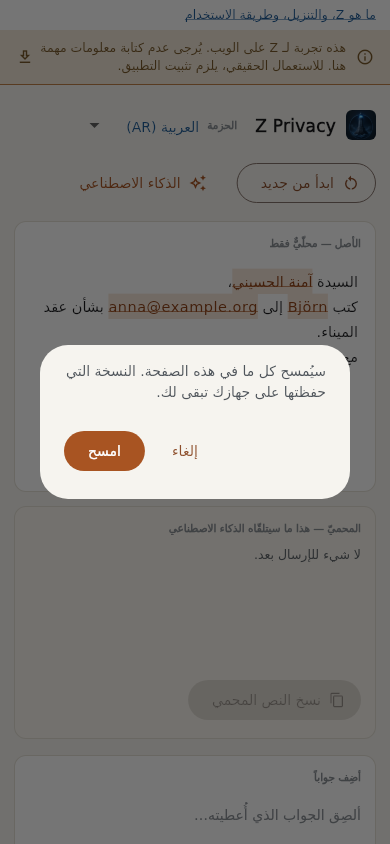 ما هو Z، والتنزيل، وطريقة الاستخدام
هذه تجربة لـ Z على الويب. يُرجى عدم كتابة معلومات مهمة
هنا. للاستعمال الحقيقي، يلزم تثبيت التطبيق.
Z Privacy
الحزمة
العربية (AR)
ابدأ من جديد
الذكاء الاصطناعي
الأصل — محلّيٌّ فقط
السيدة آمنة الحسيني،
كتب Björn إلى anna@example.org بشأن عقد
الميناء.
سيُمسح كل ما في هذه الصفحة. النسخة التي
حفظتها على جهازك تبقى لك.
إلغاء
امسح
المحميّ — هذا ما سيتلقّاه الذكاء الاصطناعي
لا شيء للإرسال بعد.
نسخ النص المحمي
أضِف جواباً
ألصِق الجواب الذي أُعطيته...